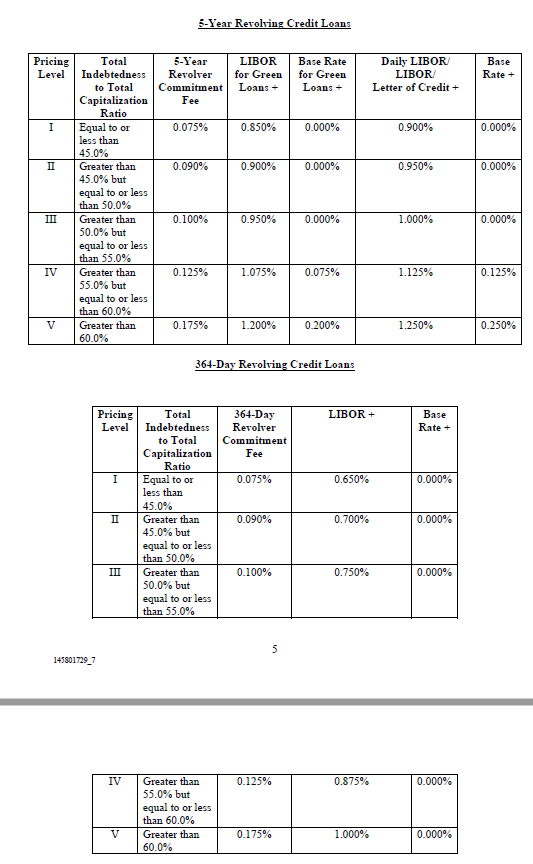 5-Year Revolving Credit Loans
Pricing Level | Total Indebtedness to Total Capitalization Ratio | 5-Year Revolver Commitment Fee | LIBOR for Green Loans + | Base Rate for Green Loans + | Daily LIBOR/ LIBOR/ Letter of Credit + | Base Rate +
I | Equal to or less than 45.0% | 0.075% | 0.850% | 0.000% | 0.900% | 0.000%
II | Greater than 45.0% but equal to or less than 50.0% | 0.090% | 0.900% | 0.000% | 0.950% | 0.000%
III | Greater than 50.0% but equal to or less than 55.0% | 0.100% | 0.950% | 0.000% | 1.000% | 0.000%
IV | Greater than 55.0% but equal to or less than 60.0% | 0.125% | 1.075% | 0.075% | 1.125% | 0.125%
V | Greater than 60.0% | 0.175% | 1.200% | 0.200% | 1.250% | 0.250%
364-Day Revolving Credit Loans
Pricing Level | Total Indebtedness to Total Capitalization Ratio | 364-Day Revolver Commitment Fee | LIBOR + | Base Rate +
I | Equal to or less than 45.0% | 0.075% | 0.650% | 0.000%
II | Greater than 45.0% but equal to or less than 50.0% | 0.090% | 0.700% | 0.000%
III | Greater than 50.0% but equal to or less than 55.0% | 0.100% | 0.750% | 0.000%
5
145801729_7
IV | Greater than 55.0% but equal to or less than 60.0% | 0.125% | 0.875% | 0.000%
V | Greater than 60.0% | 0.175% | 1.000% | 0.000%